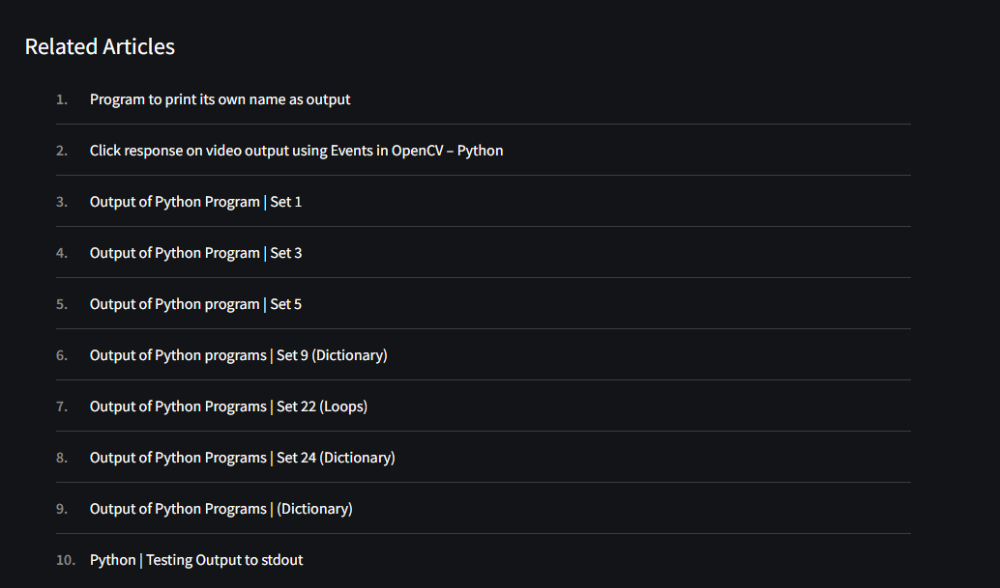 Related Articles
1. Program to print its own name as output
2. Click response on video output using Events in OpenCV – Python
3. Output of Python Program | Set 1
4. Output of Python Program | Set 3
5. Output of Python program | Set 5
6. Output of Python programs | Set 9 (Dictionary)
7. Output of Python Programs | Set 22 (Loops)
8. Output of Python Programs | Set 24 (Dictionary)
9. Output of Python Programs | (Dictionary)
10. Python | Testing Output to stdout